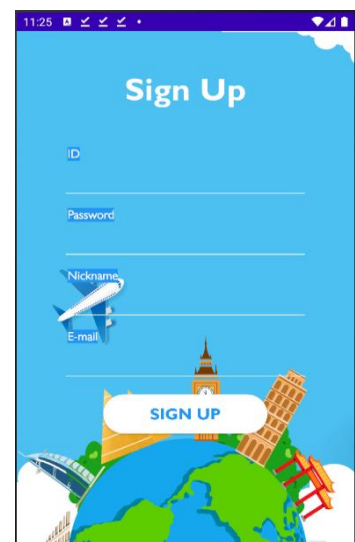 11:25
Sign Up
ID
Password
Nickname
E-mail
SIGN UP